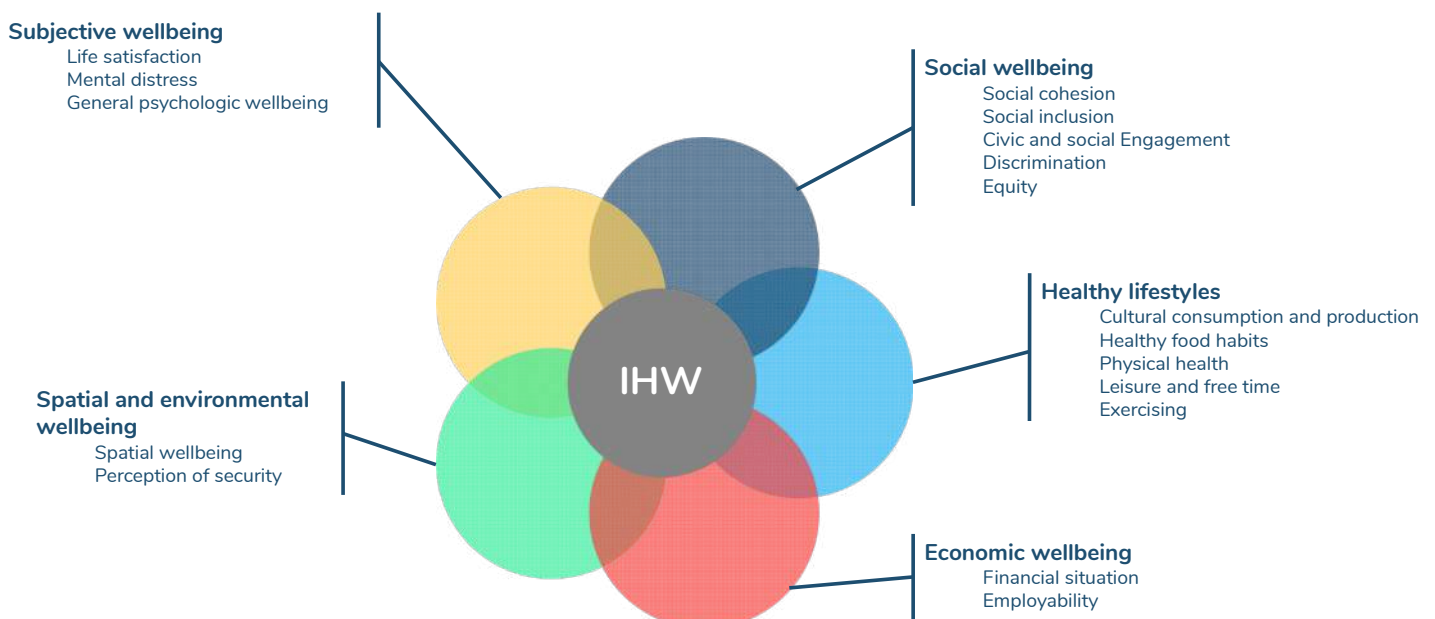 Subjective wellbeing
Life satisfaction
Mental distress
General psychologic wellbeing
Social wellbeing
Social cohesion
Social inclusion
Civic and social Engagement
Discrimination
Equity
Healthy lifestyles
Cultural consumption and production
Healthy food habits
Physical health
Leisure and free time
Exercising
IHW
Spatial and environmental
wellbeing
Spatial wellbeing
Perception of security
Economic wellbeing
Financial situation
Employability